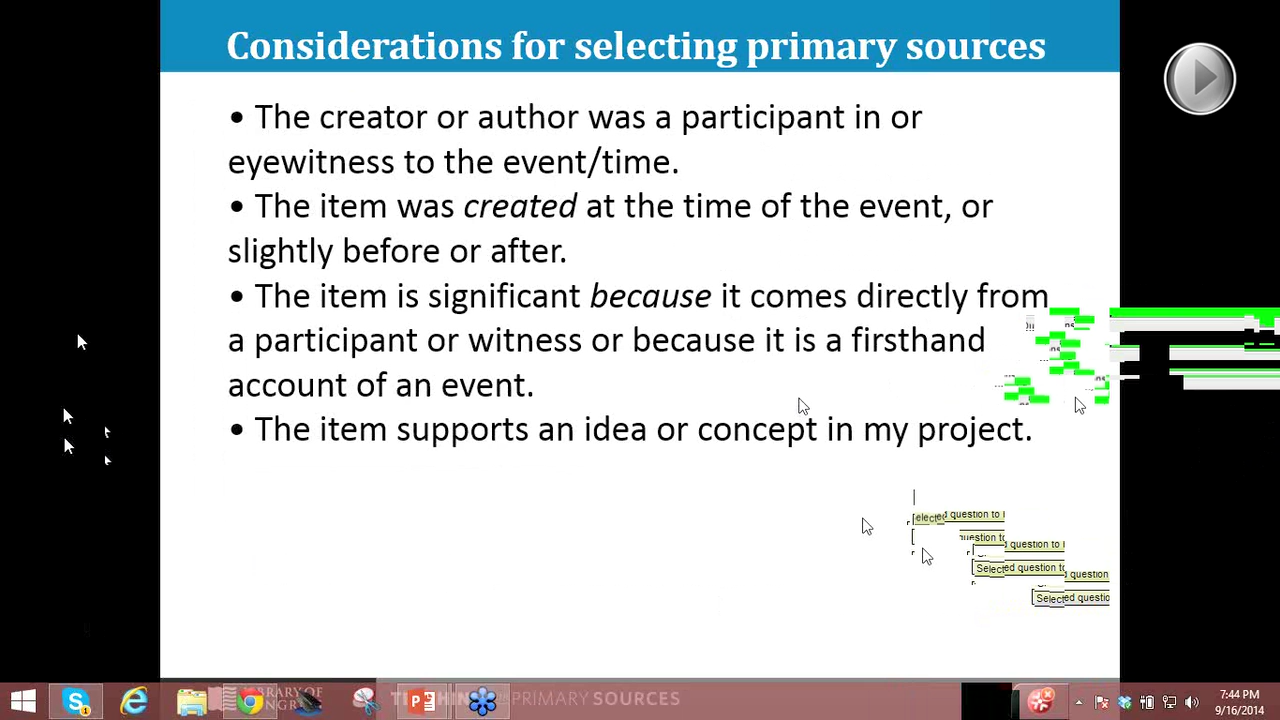 Considerations for selecting primary sources
• The creator or author was a participant in or
eyewitness to the event/time.
• The item was created at the time of the event, or
slightly before or after.
• The item is significant because it comes directly from
a participant or witness or because it is a firsthand
account of an event.
• The item supports an idea or concept in my project.
question to
question to
ed question to
Selected question to
ed question
Selected question
PRIMARY SOURCES
7:44 PM
9/16/2014